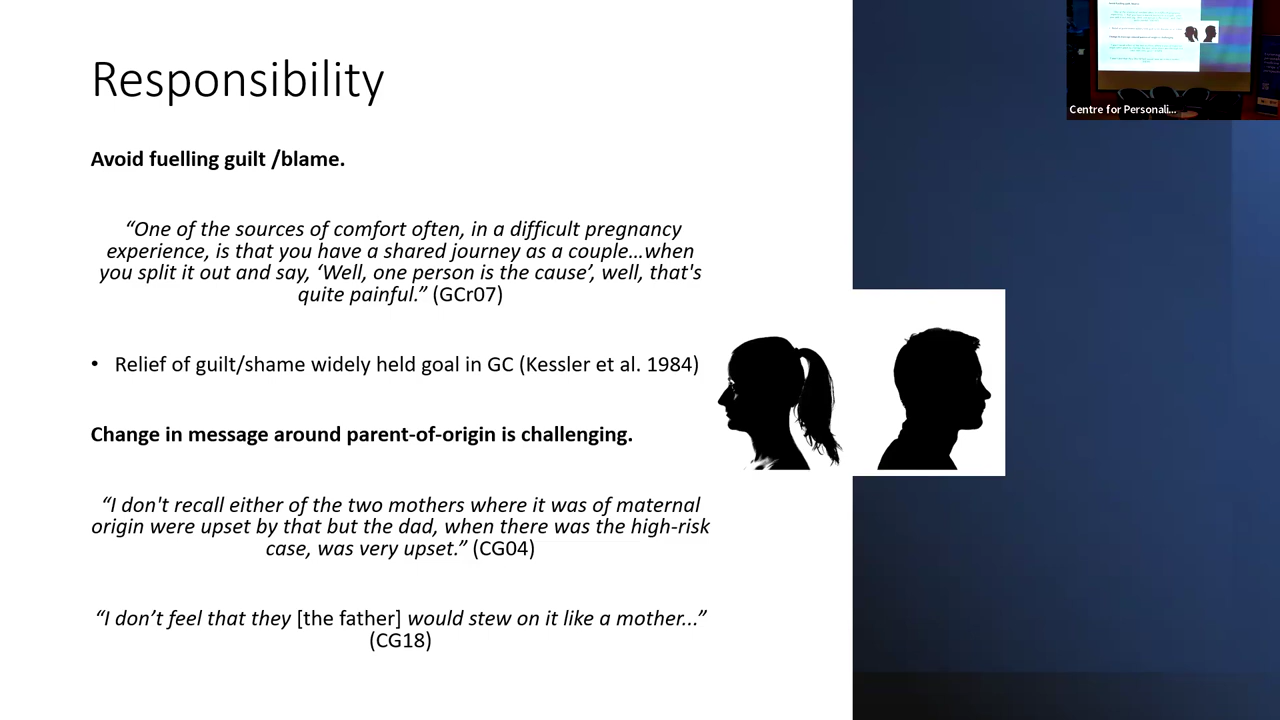 Responsibility
Avoid fuelling guilt /blame.
“One of the sources of comfort often, in a difficult pregnancy
experience, is that you have a shared journey as a couple…when
you split it out and say, ‘Well, one person is the cause’, well, that's
quite painful.” (GCr07)
• Relief of guilt/shame widely held goal in GC (Kessler et al. 1984)
Change in message around parent-of-origin is challenging.
“I don't recall either of the two mothers where it was of maternal
origin were upset by that but the dad, when there was the high-risk
case, was very upset.” (CG04)
“I don’t feel that they [the father] would stew on it like a mother...”
(CG18)
Centre for Personali...